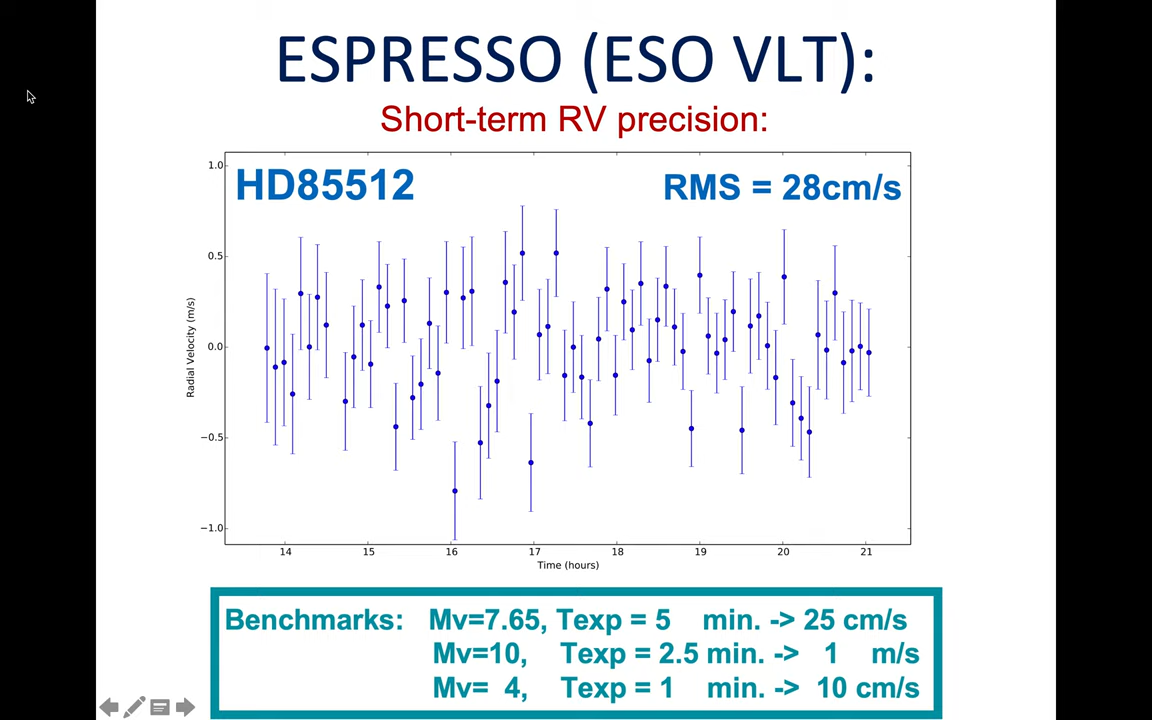 ESPRESSO (ESO VLT):
Short-term RV precision:
HD85512 RMS = 28cm/s
1.0
0.5
0.0
−0.5
−1.0
Radial Velocity (m/s)
14 15 16 17 18 19 20 21
Time (hours)
Benchmarks: Mv=7.65, Texp = 5 min. -> 25 cm/s
Mv=10, Texp = 2.5 min. -> 1 m/s
Mv= 4, Texp = 1 min. -> 10 cm/s